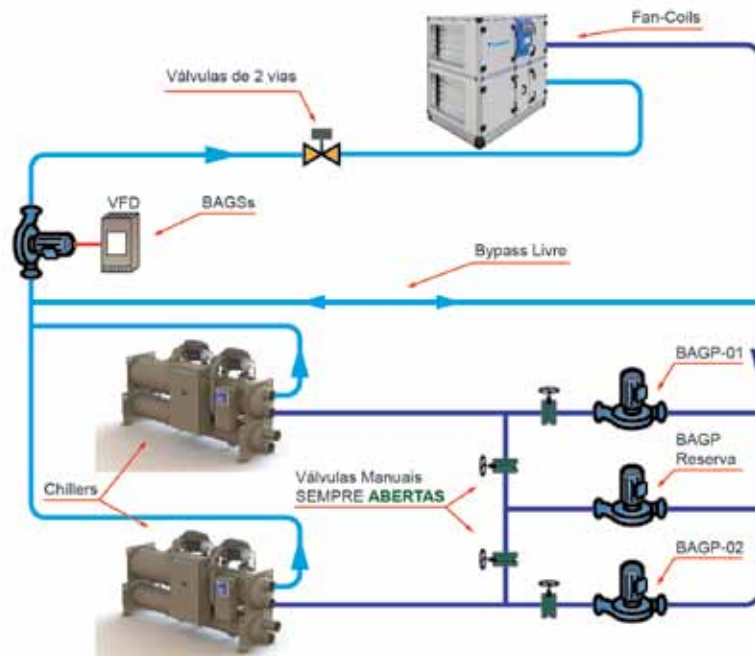 Fan-Coils
Válvulas de 2 vias
VFD
BAGSs
Bypass Livre
BAGP-01
BAGP
Reserva
Válvulas Manuais
SEMPRE ABERTAS
Chillers
BAGP-02